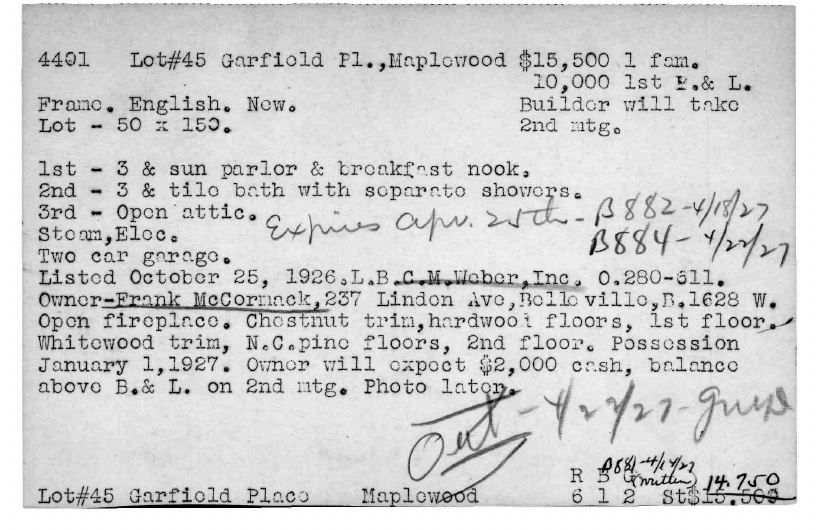 4401 Lot#45 Garfield Pl.,Maplewood $15,500 1 fam.
10,000 1st B.& L.
Frame. English. New. Builder will take
Lot - 50 x 150. 2nd mtg.
1st - 3 & sun parlor & breakfast nook.
2nd - 3 & tile bath with separate showers.
3rd - Open attic.
Expires Apr. 25th - B882-4/18/27
Steam,Elec. B884-4/22/27
Two car garage.
Listed October 25, 1926.L.B.C.M.Weber,Inc. O.280-311.
Owner-Frank McCormack,237 Linden Ave,Belleville,B.1628 W.
Open fireplace. Chestnut trim,hardwood floors, 1st floor.
Whitewood trim, N.C.pine floors, 2nd floor. Possession
January 1,1927. Owner will expect $2,000 cash, balance
above B.& L. on 2nd mtg. Photo later.
Out - 4/27/27 -
B881-4/14/27
R B (written) 14.750
Lot#45 Garfield Place Maplewood 6 1 2 St$15.500